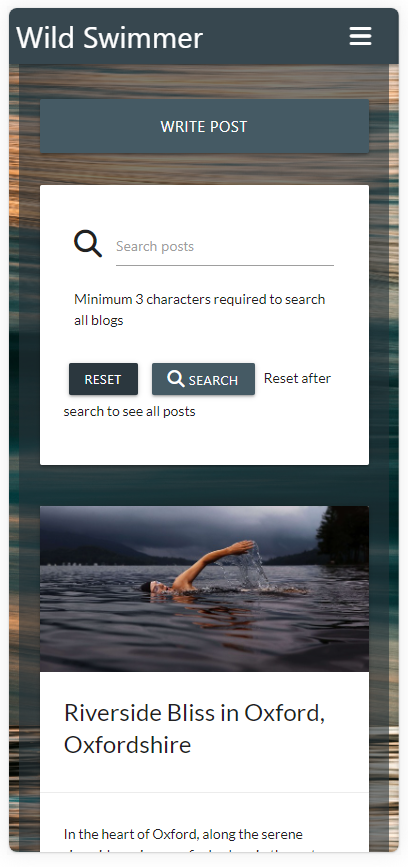 Wild Swimmer
WRITE POST
Search posts
Minimum 3 characters required to search
all blogs
RESET
SEARCH
Reset after
search to see all posts
Riverside Bliss in Oxford,
Oxfordshire
In the heart of Oxford, along the serene